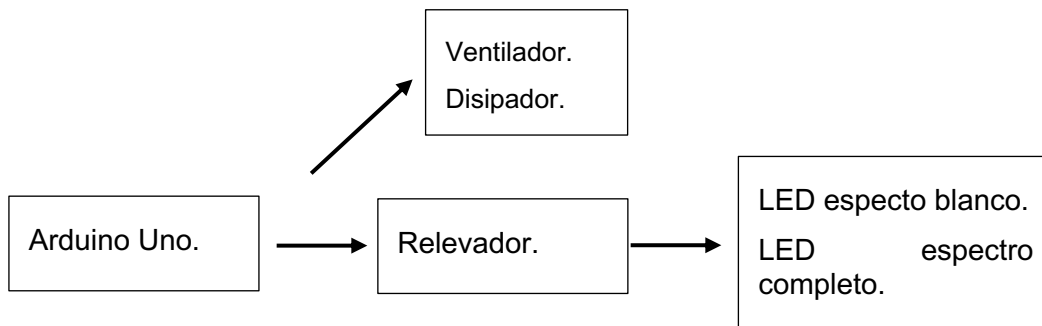 Ventilador.
Disipador.
Arduino Uno.
Relevador.
LED especto blanco.
LED espectro
completo.